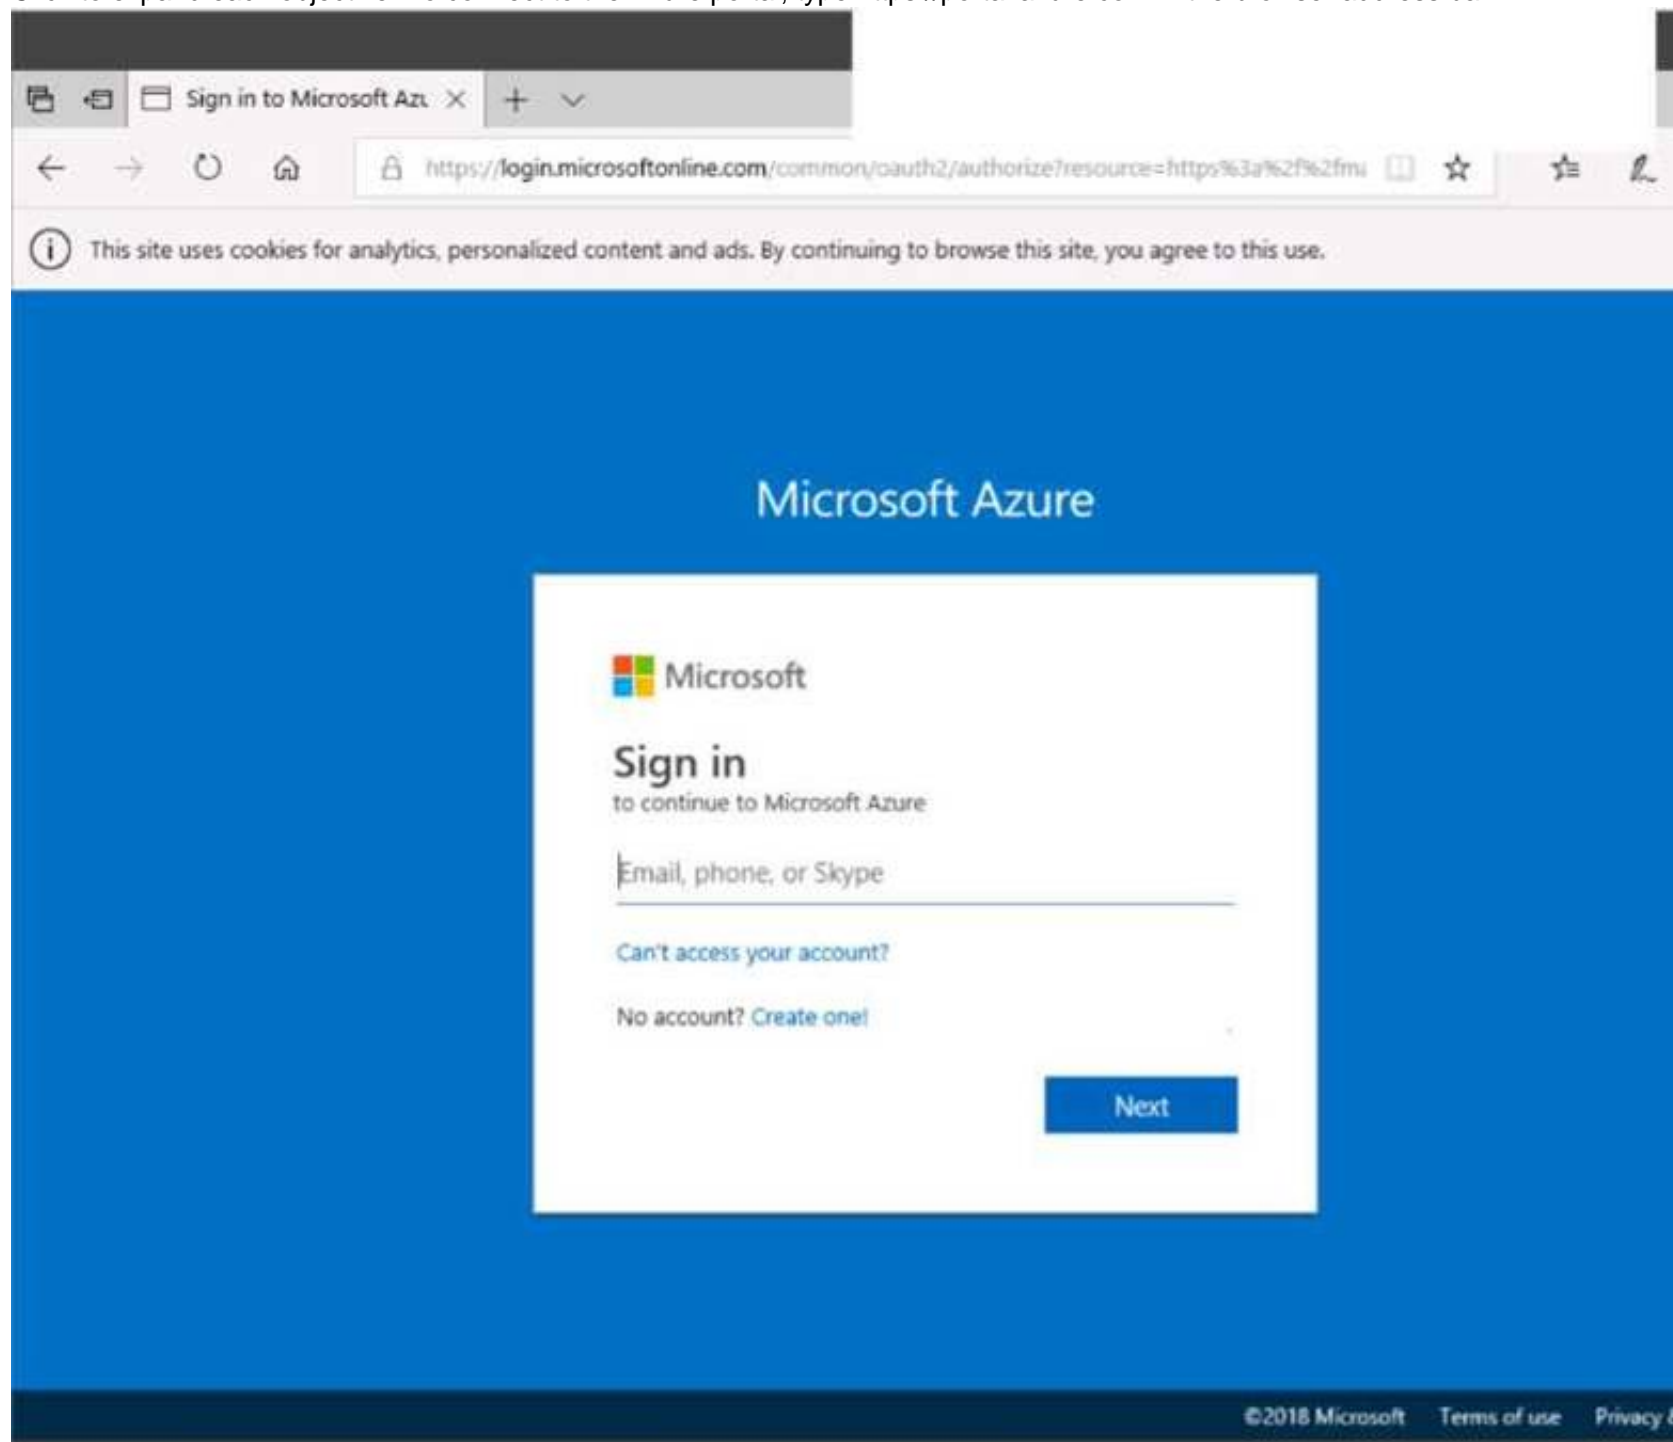 Sign in to Microsoft Azu
https://login.microsoftonline.com/common/oauth2/authorize?resource=https%3a%2f%2fma
This site uses cookies for analytics, personalized content and ads. By continuing to browse this site, you agree to this use.
Microsoft Azure
Microsoft
Sign in
to continue to Microsoft Azure
Email, phone, or Skype
Can't access your account?
No account? Create one!
Next
©2018 Microsoft Terms of use Privacy &